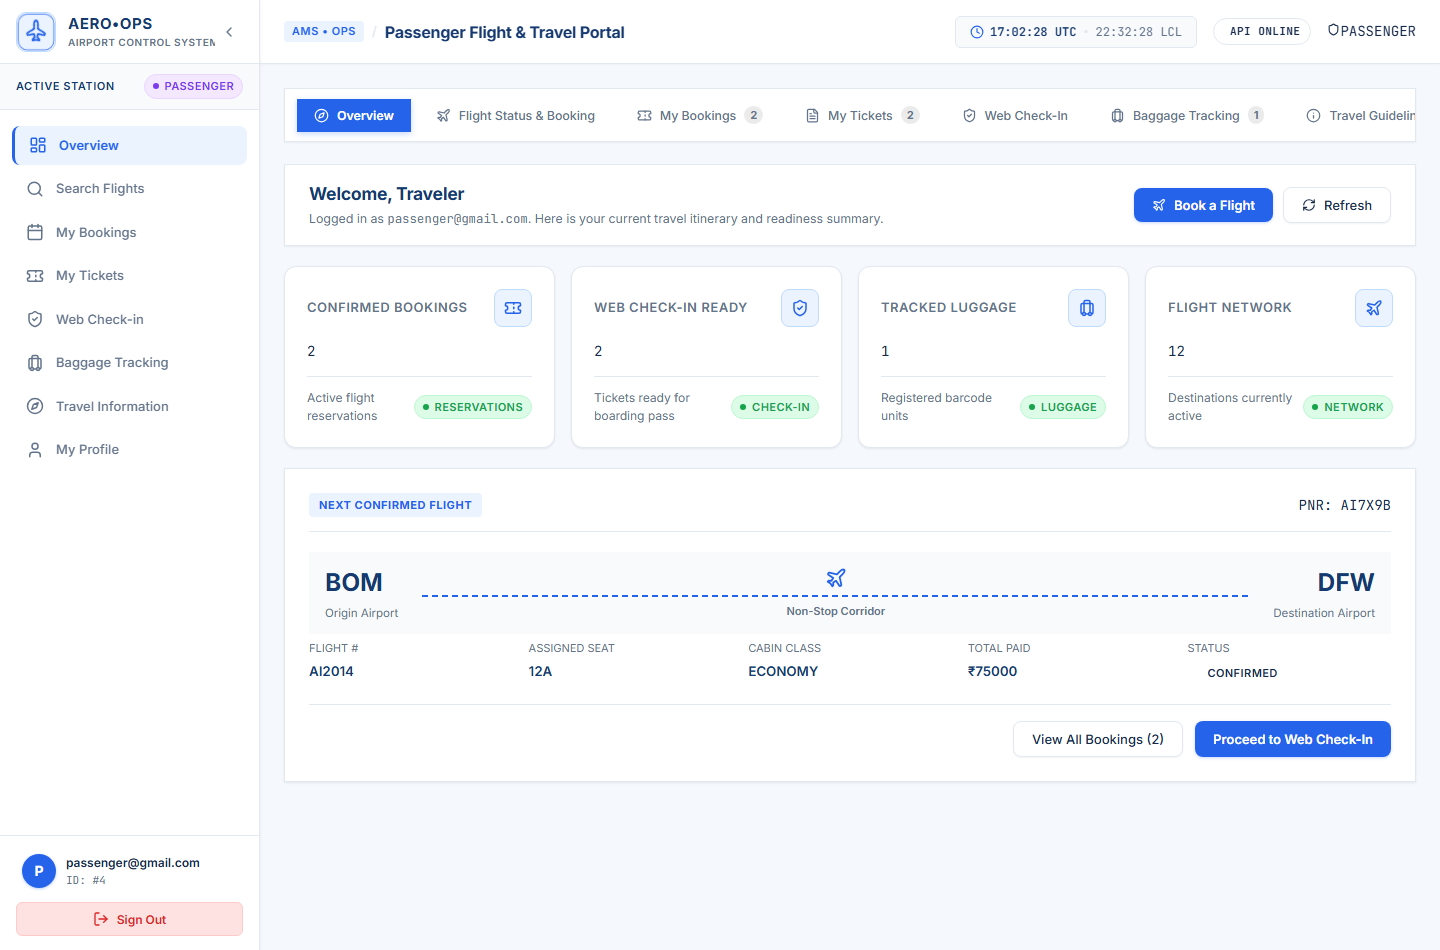 AERO•OPS
AIRPORT CONTROL SYSTEM
ACTIVE STATION
PASSENGER
Overview
Search Flights
My Bookings
My Tickets
Web Check-in
Baggage Tracking
Travel Information
My Profile
P
passenger@gmail.com
ID: #4
Sign Out
AMS • OPS / Passenger Flight & Travel Portal
17:02:28 UTC • 22:32:28 LCL
API ONLINE
PASSENGER
Overview
Flight Status & Booking
My Bookings 2
My Tickets 2
Web Check-In
Baggage Tracking 1
Travel Guidelin
Welcome, Traveler
Logged in as passenger@gmail.com. Here is your current travel itinerary and readiness summary.
Book a Flight
Refresh
CONFIRMED BOOKINGS
2
Active flight
reservations
RESERVATIONS
WEB CHECK-IN READY
2
Tickets ready for
boarding pass
CHECK-IN
TRACKED LUGGAGE
1
Registered barcode
units
LUGGAGE
FLIGHT NETWORK
12
Destinations currently
active
NETWORK
NEXT CONFIRMED FLIGHT
PNR: AI7X9B
BOM
Origin Airport
Non-Stop Corridor
DFW
Destination Airport
FLIGHT #
AI2014
ASSIGNED SEAT
12A
CABIN CLASS
ECONOMY
TOTAL PAID
₹75000
STATUS
CONFIRMED
View All Bookings (2)
Proceed to Web Check-In